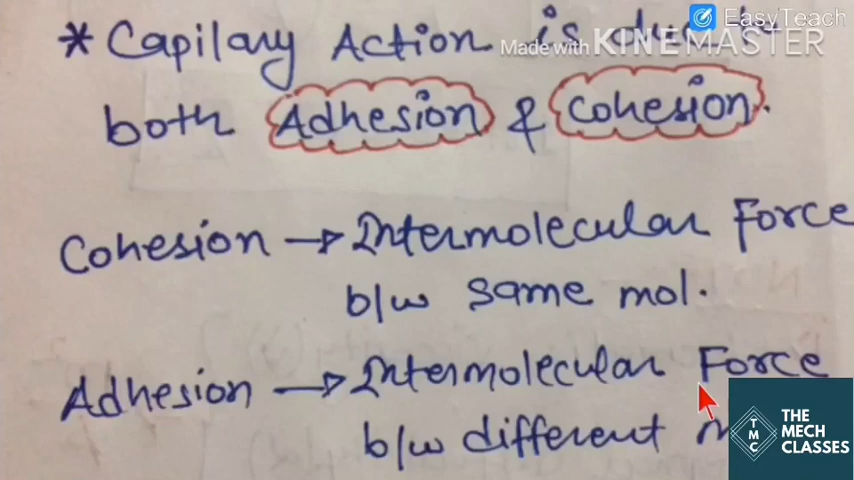 EasyTeach
Made with KINEMASTER
* Capilary Action is
both Adhesion & Cohesion.
Cohesion → Intermolecular Force
b/w same mol.
Adhesion → Intermolecular Force
b/w different
TMC
THE
MECH
CLASSES